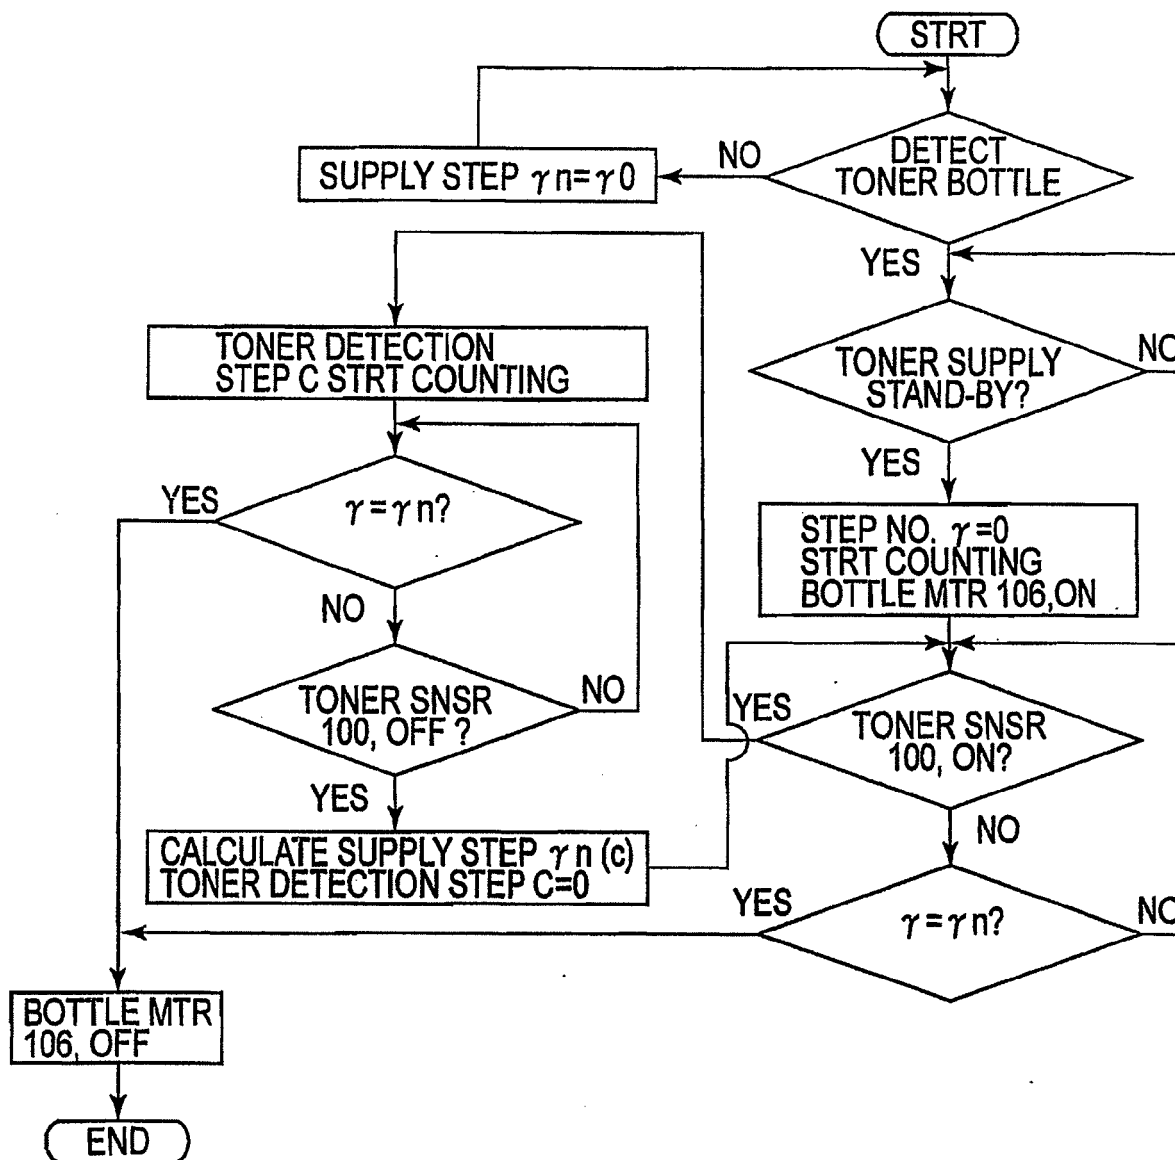 STRT
DETECT
TONER BOTTLE
NO
SUPPLY STEP γn=γ0
YES
TONER SUPPLY
STAND-BY?
NO
YES
STEP NO. γ=0
STRT COUNTING
BOTTLE MTR 106,ON
TONER SNSR
100, ON?
YES
NO
γ=γn?
YES
NO
TONER DETECTION
STEP C STRT COUNTING
γ=γn?
YES
NO
TONER SNSR
100, OFF ?
NO
YES
CALCULATE SUPPLY STEP γn (c)
TONER DETECTION STEP C=0
BOTTLE MTR
106, OFF
END